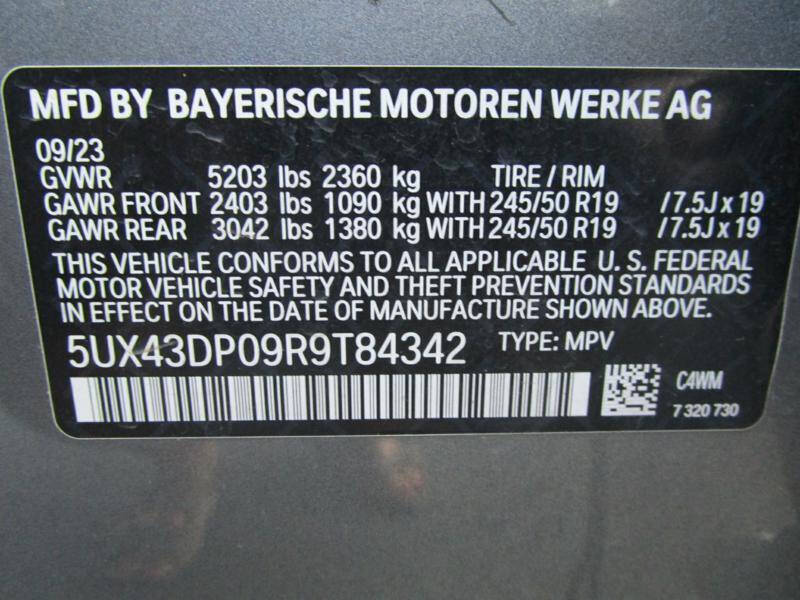 MFD BY BAYERISCHE MOTOREN WERKE AG
09/23
GVWR 5203 lbs 2360 kg TIRE / RIM
GAWR FRONT 2403 lbs 1090 kg WITH 245/50 R19 / 7.5J x 19
GAWR REAR 3042 lbs 1380 kg WITH 245/50 R19 / 7.5J x 19
THIS VEHICLE CONFORMS TO ALL APPLICABLE U. S. FEDERAL
MOTOR VEHICLE SAFETY AND THEFT PREVENTION STANDARDS
IN EFFECT ON THE DATE OF MANUFACTURE SHOWN ABOVE.
5UX43DP09R9T84342 TYPE: MPV
C4WM
7 320 730